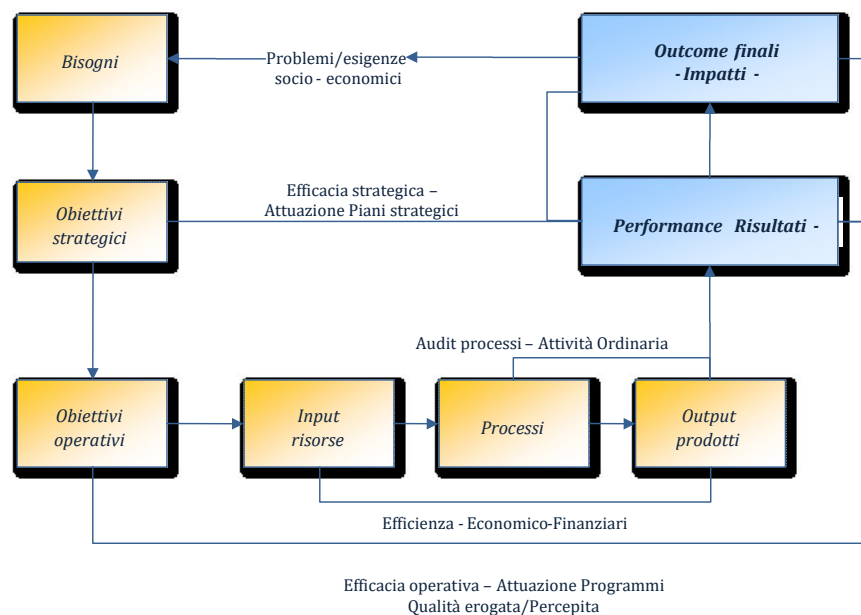 Bisogni
Problemi/esigenze
socio - economici
Outcome finali
- Impatti -
Obiettivi
strategici
Efficacia strategica –
Attuazione Piani strategici
Performance Risultati -
Audit processi – Attività Ordinaria
Obiettivi
operativi
Input
risorse
Processi
Output
prodotti
Efficienza - Economico-Finanziari
Efficacia operativa – Attuazione Programmi
Qualità erogata/Percepita